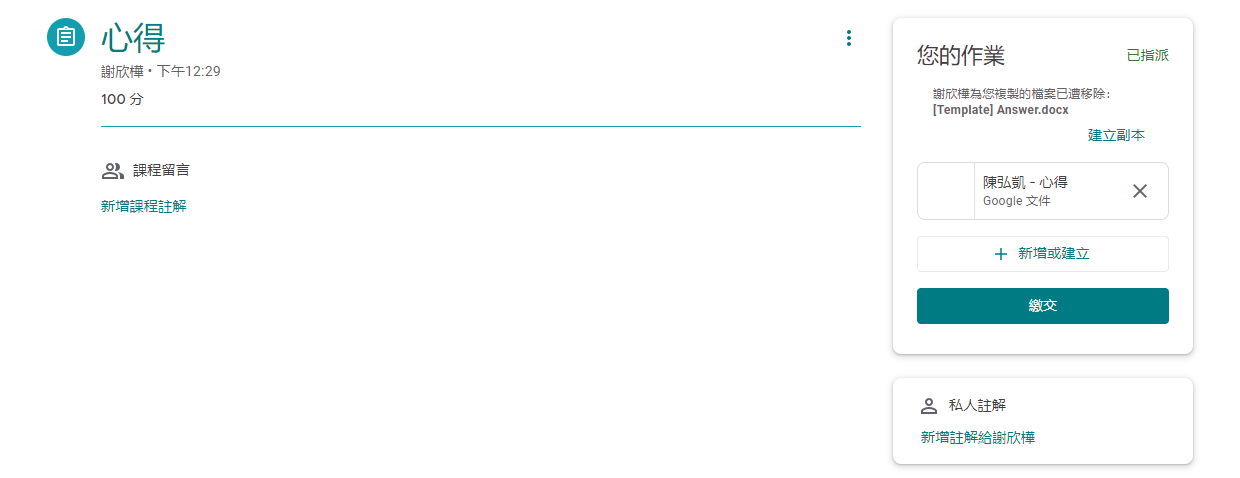 心得
謝欣樺 • 下午12:29
100 分
課程留言
新增課程註解
您的作業
已指派
謝欣樺為您複製的檔案已遭移除:
[Template] Answer.docx
建立副本
陳弘凱 - 心得
Google 文件
新增或建立
繳交
私人註解
新增註解給謝欣樺